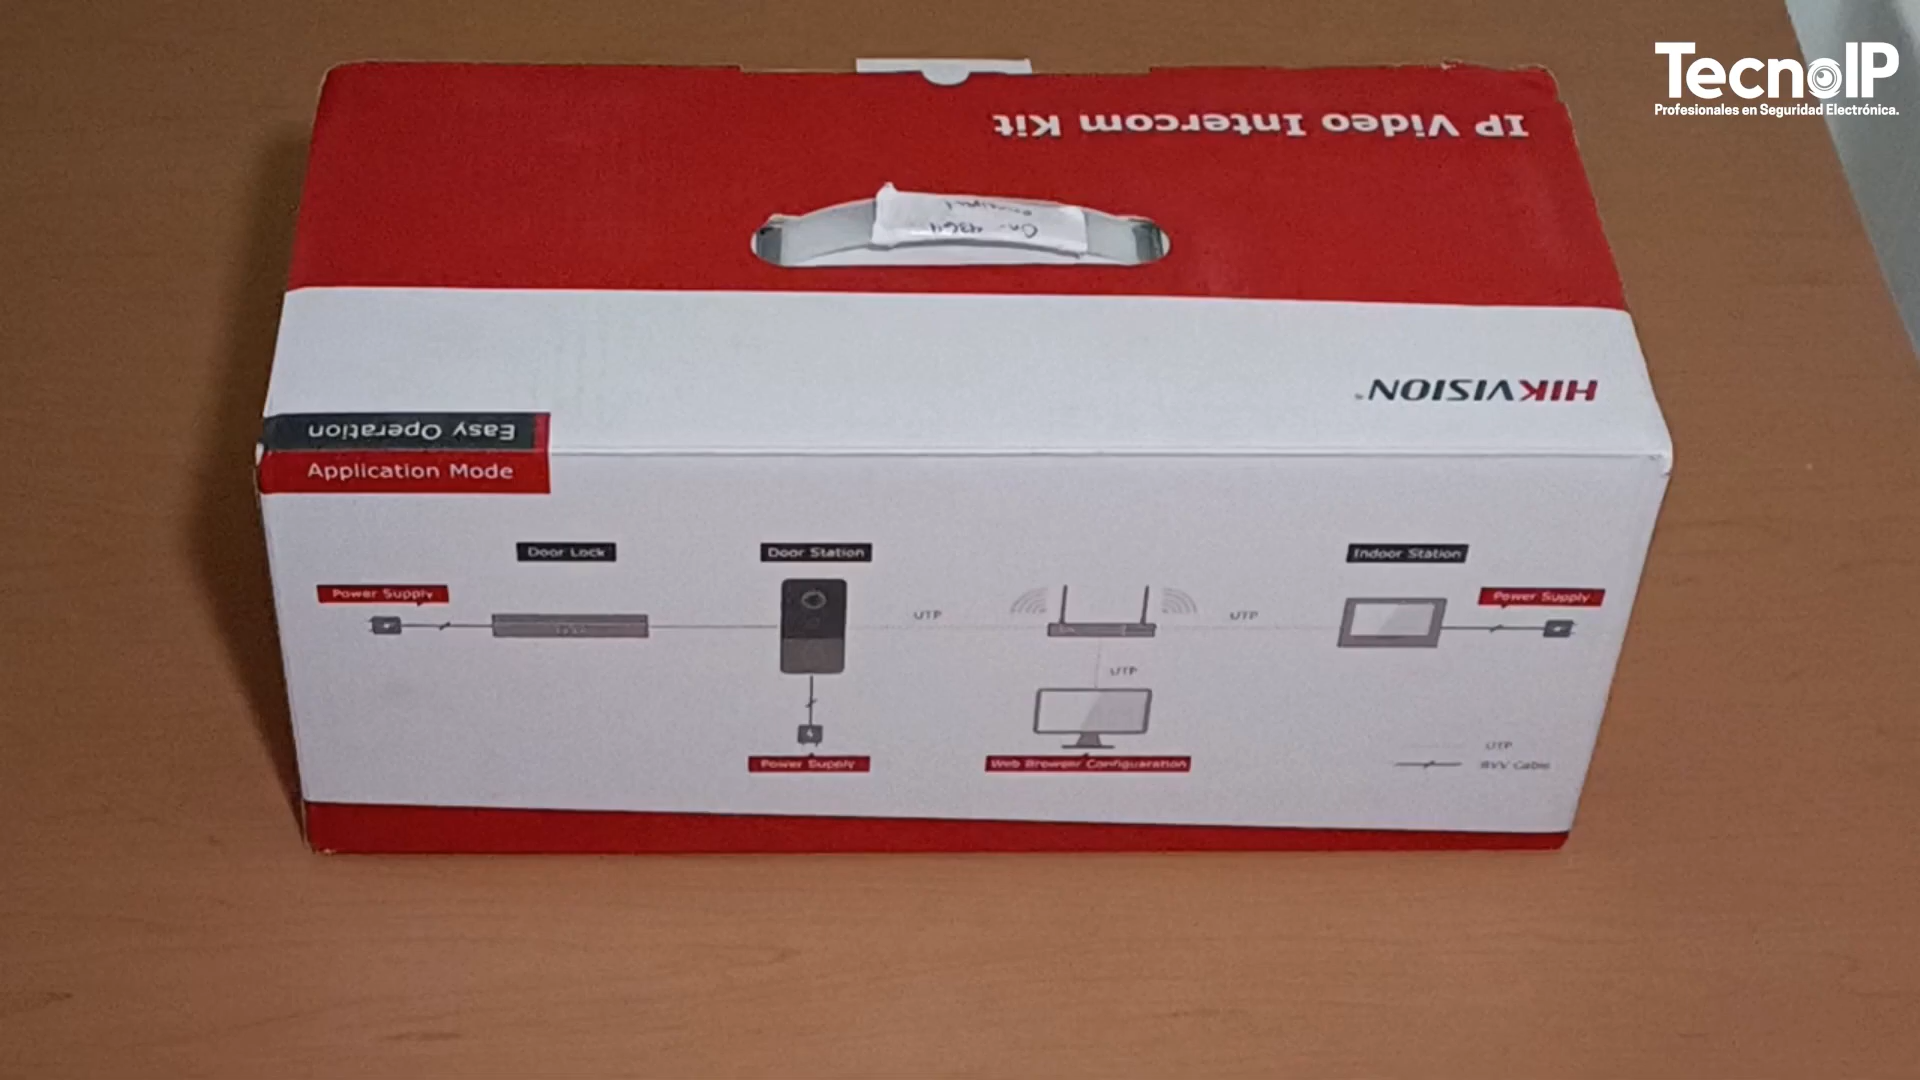 TecnoIP
Profesionales en Seguridad Electrónica.
IP Video Intercom Kit
HIKVISION
Easy Operation
Application Mode
Door Lock
Door Station
Indoor Station
Power Supply
Power Supply
UTP
UTP
UTP
Power Supply
Web Browser Configuaration
UTP
RVV Cable